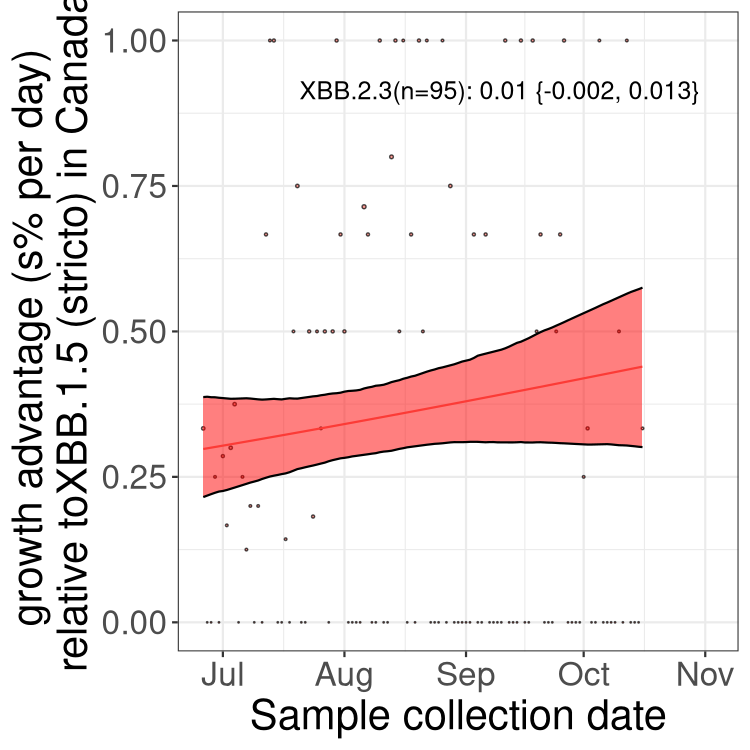 growth advantage (s% per day)
relative toXBB.1.5 (stricto) in Canada
1.00
XBB.2.3(n=95): 0.01 {-0.002, 0.013}
0.75
0.50
0.25
0.00
Jul Aug Sep Oct Nov
Sample collection date